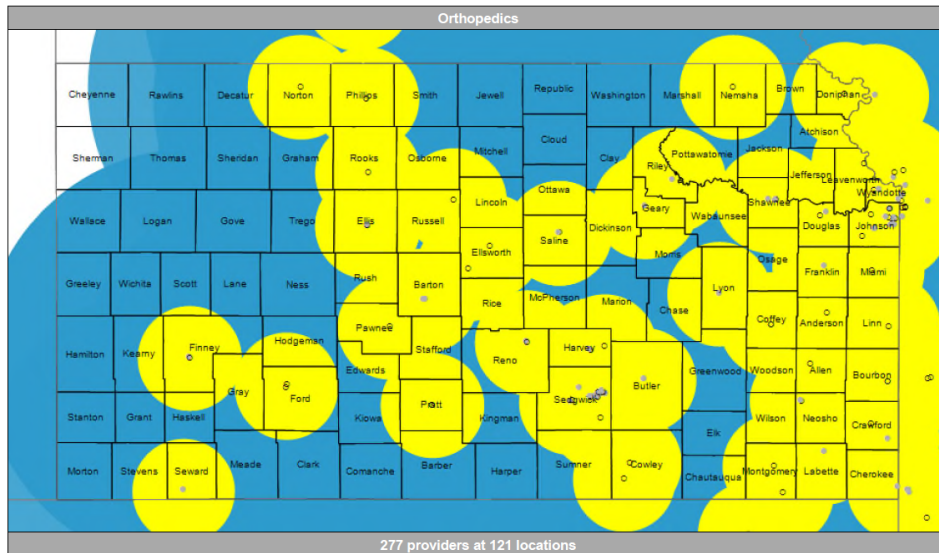 Orthopedics
Cheyenne Rawlins Decatur Norton Phillips Smith Jewell Republic Washington Marshall Nemaha Brown Doniphan
Sherman Thomas Sheridan Graham Rooks Osborne Mitchell Cloud Clay Riley Pottawatomie Jackson Atchison
Jefferson Leavenworth Wyandotte
Wallace Logan Gove Trego Ellis Russell Lincoln Ottawa Saline Dickinson Geary Wabaunsee Shawnee Douglas Johnson
Greeley Wichita Scott Lane Ness Rush Barton Ellsworth Rice McPherson Marion Morris Chase Lyon Osage Franklin Miami
Hamilton Kearny Finney Hodgeman Pawnee Stafford Reno Harvey Coffey Anderson Linn
Gray Ford Edwards Pratt Sedgwick Butler Greenwood Woodson Allen Bourbon
Stanton Grant Haskell Kiowa Kingman Elk Wilson Neosho Crawford
Morton Stevens Seward Meade Clark Comanche Barber Harper Sumner Cowley Chautauqua Montgomery Labette Cherokee
277 providers at 121 locations